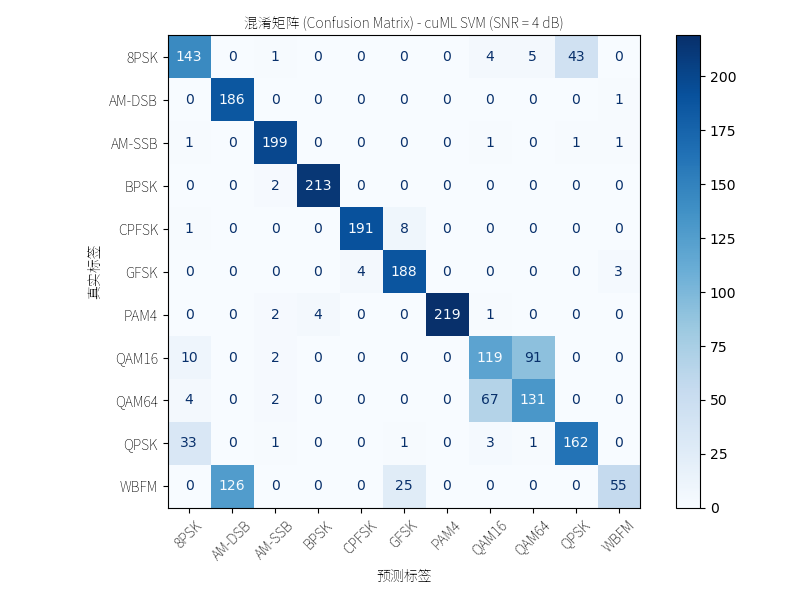 混淆矩阵 (Confusion Matrix) - cuML SVM (SNR = 4 dB)
真实标签
8PSK 143 0 1 0 0 0 0 4 5 43 0
AM-DSB 0 186 0 0 0 0 0 0 0 0 1
AM-SSB 1 0 199 0 0 0 0 1 0 1 1
BPSK 0 0 2 213 0 0 0 0 0 0 0
CPFSK 1 0 0 0 191 8 0 0 0 0 0
GFSK 0 0 0 0 4 188 0 0 0 0 3
PAM4 0 0 2 4 0 0 219 1 0 0 0
QAM16 10 0 2 0 0 0 0 119 91 0 0
QAM64 4 0 2 0 0 0 0 67 131 0 0
QPSK 33 0 1 0 0 1 0 3 1 162 0
WBFM 0 126 0 0 0 25 0 0 0 0 55
8PSK AM-DSB AM-SSB BPSK CPFSK GFSK PAM4 QAM16 QAM64 QPSK WBFM
预测标签
200
175
150
125
100
75
50
25
0